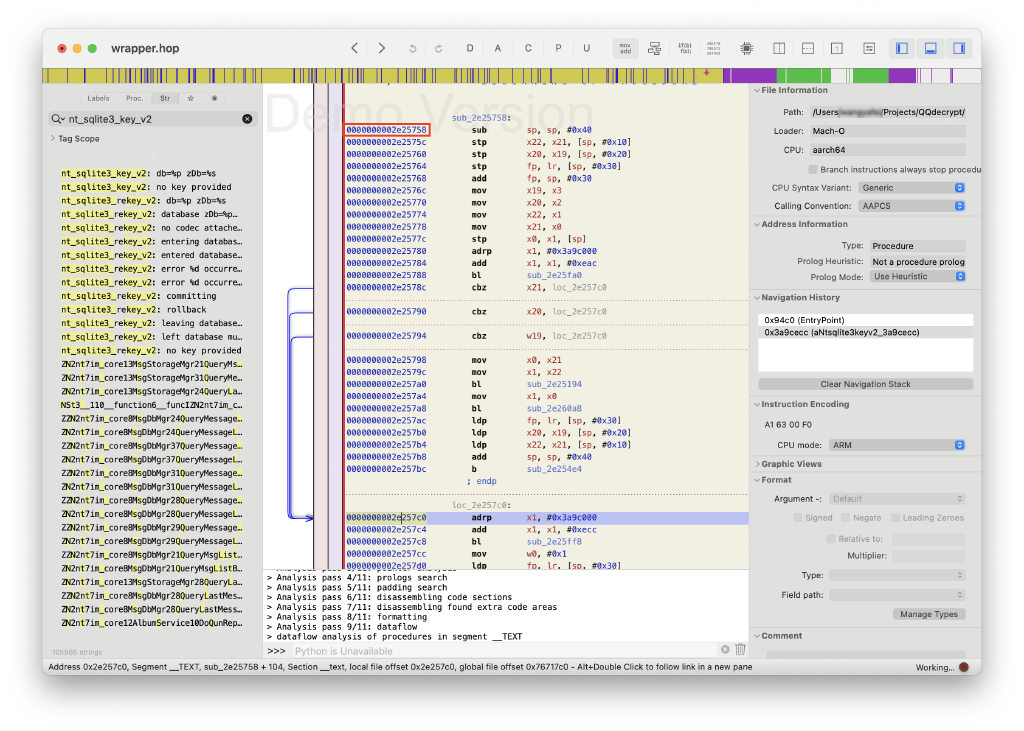 wrapper.hop
D A C P U
mov
add
if(b)
f(x);
Labels Proc. Str
nt_sqlite3_key_v2
Tag Scope
nt_sqlite3_key_v2: db=%p zDb=%s
nt_sqlite3_key_v2: no key provided
nt_sqlite3_rekey_v2: db=%p zDb=%s
nt_sqlite3_rekey_v2: database zDb=%p…
nt_sqlite3_rekey_v2: no codec attache…
nt_sqlite3_rekey_v2: entering databas…
nt_sqlite3_rekey_v2: entered database…
nt_sqlite3_rekey_v2: error %d occurre…
nt_sqlite3_rekey_v2: error %d occurre…
nt_sqlite3_rekey_v2: committing
nt_sqlite3_rekey_v2: rollback
nt_sqlite3_rekey_v2: leaving database…
nt_sqlite3_rekey_v2: left database mu…
nt_sqlite3_rekey_v2: no key provided
ZN2nt7im_core13MsgStorageMgr21QueryMs…
ZN2nt7im_core13MsgStorageMgr31QueryMe…
ZN2nt7im_core13MsgStorageMgr24QueryLa…
NSt3__110__function6__funcIZN2nt7im_c…
ZZN2nt7im_core8MsgDbMgr24QueryMessage…
ZN2nt7im_core8MsgDbMgr24QueryMessageL…
ZZN2nt7im_core8MsgDbMgr37QueryMessage…
ZN2nt7im_core8MsgDbMgr37QueryMessageL…
ZZN2nt7im_core8MsgDbMgr31QueryMessage…
ZN2nt7im_core8MsgDbMgr31QueryMessageL…
ZZN2nt7im_core8MsgDbMgr28QueryMessage…
ZN2nt7im_core8MsgDbMgr28QueryMessageL…
ZZN2nt7im_core8MsgDbMgr29QueryMessage…
ZN2nt7im_core8MsgDbMgr29QueryMessageL…
ZZN2nt7im_core8MsgDbMgr21QueryMsgList…
ZN2nt7im_core8MsgDbMgr21QueryMsgListB…
ZN2nt7im_core13MsgStorageMgr28QueryLa…
ZZN2nt7im_core8MsgDbMgr28QueryLastMes…
ZN2nt7im_core8MsgDbMgr28QueryLastMess…
ZZN2nt7im_core12AlbumService10DoQunRep…
105986 strings
Demo Version
sub_2e25758:
0000000002e25758 sub sp, sp, #0x40
0000000002e2575c stp x22, x21, [sp, #0x10]
0000000002e25760 stp x20, x19, [sp, #0x20]
0000000002e25764 stp fp, lr, [sp, #0x30]
0000000002e25768 add fp, sp, #0x30
0000000002e2576c mov x19, x3
0000000002e25770 mov x20, x2
0000000002e25774 mov x22, x1
0000000002e25778 mov x21, x0
0000000002e2577c stp x0, x1, [sp]
0000000002e25780 adrp x1, #0x3a9c000
0000000002e25784 add x1, x1, #0xeac
0000000002e25788 bl sub_2e25fa0
0000000002e2578c cbz x21, loc_2e257c0
0000000002e25790 cbz x20, loc_2e257c0
0000000002e25794 cbz w19, loc_2e257c0
0000000002e25798 mov x0, x21
0000000002e2579c mov x1, x22
0000000002e257a0 bl sub_2e25194
0000000002e257a4 mov x1, x0
0000000002e257a8 bl sub_2e260a8
0000000002e257ac ldp fp, lr, [sp, #0x30]
0000000002e257b0 ldp x20, x19, [sp, #0x20]
0000000002e257b4 ldp x22, x21, [sp, #0x10]
0000000002e257b8 add sp, sp, #0x40
0000000002e257bc b sub_2e254e4
; endp
loc_2e257c0:
0000000002e257c0 adrp x1, #0x3a9c000
0000000002e257c4 add x1, x1, #0xecc
0000000002e257c8 bl sub_2e25ff8
0000000002e257cc mov w0, #0x1
0000000002e257d0 ldp fp, lr, [sp, #0x30]
> Analysis pass 4/11: prologs search
> Analysis pass 5/11: padding search
> Analysis pass 6/11: disassembling code sections
> Analysis pass 7/11: disassembling found extra code areas
> Analysis pass 8/11: formatting
> Analysis pass 9/11: dataflow
> dataflow analysis of procedures in segment __TEXT
>>> Python is Unavailable
File Information
Path: /Users/ /Projects/QQdecrypt/
Loader: Mach-O
CPU: aarch64
Branch instructions always stop procedu
CPU Syntax Variant: Generic
Calling Convention: AAPCS
Address Information
Type: Procedure
Prolog Heuristic: Not a procedure prolog
Prolog Mode: Use Heuristic
Navigation History
0x94c0 (EntryPoint)
0x3a9cecc (aNtsqlite3keyv2_3a9cecc)
Clear Navigation Stack
Instruction Encoding
A1 63 00 F0
CPU mode: ARM
Graphic Views
Format
Argument -: Default
Signed Negate Leading Zeroes
Relative to:
Multiplier:
Type:
Field path:
Manage Types
Comment
Address 0x2e257c0, Segment __TEXT, sub_2e25758 + 104, Section __text, local file offset 0x2e257c0, global file offset 0x76717c0 - Alt+Double Click to follow link in a new pane
Working...